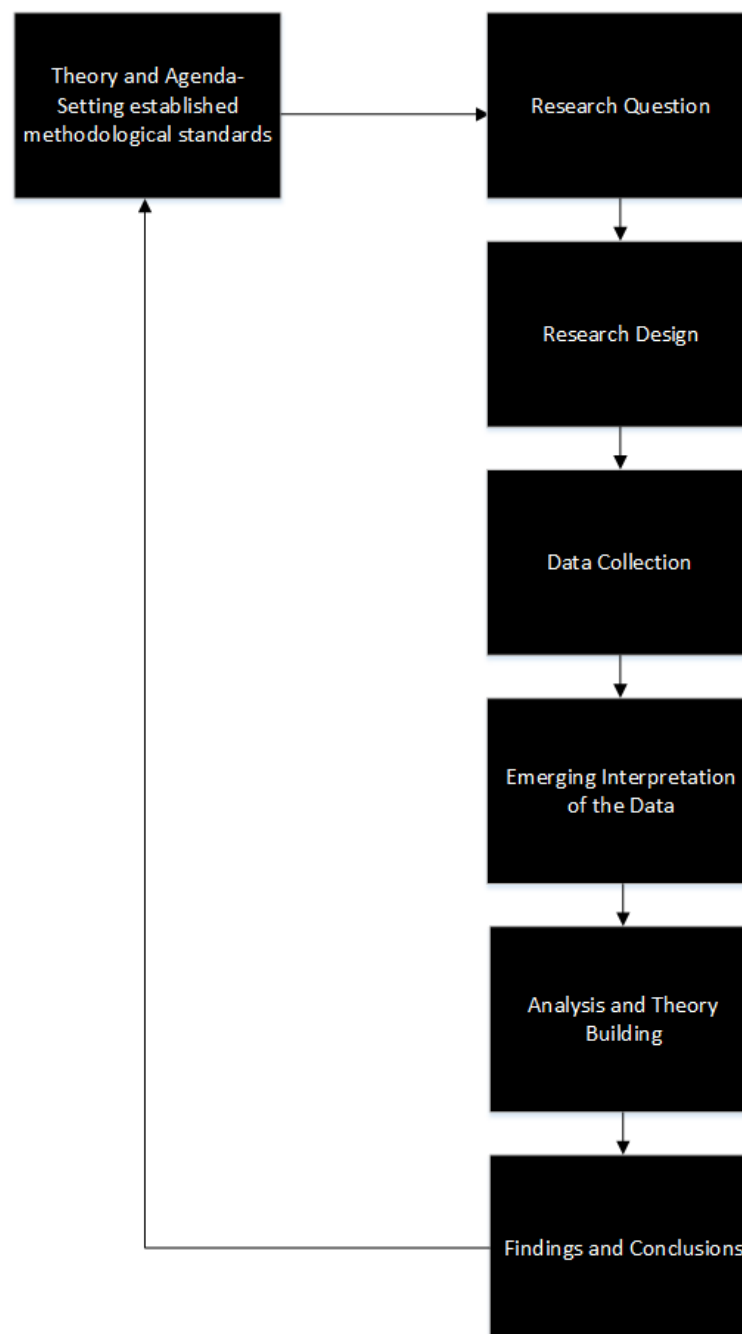 Theory and Agenda-
Setting established
methodological standards
Research Question
Research Design
Data Collection
Emerging Interpretation
of the Data
Analysis and Theory
Building
Findings and Conclusions